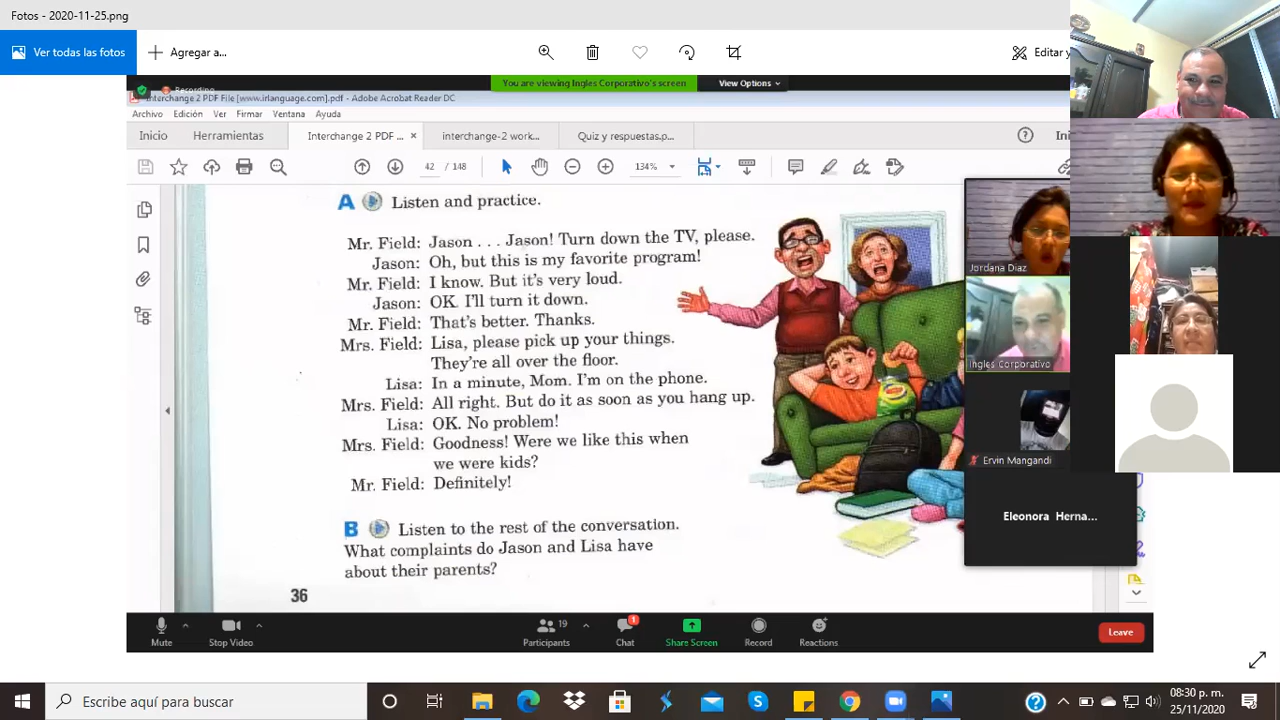 Fotos - 2020-11-25.png
Ver todas las fotos
Agregar a...
Editar y
You are viewing Ingles Corporativo's screen
View Options
Recording
Interchange 2 PDF File [www.irlanguage.com].pdf - Adobe Acrobat Reader DC
Archivo Edición Ver Firmar Ventana Ayuda
Inicio Herramientas Interchange 2 PDF ... × interchange-2 work... Quiz y respuestas.p...
42 / 148 134%
A Listen and practice.
Mr. Field: Jason . . . Jason! Turn down the TV, please.
Jason: Oh, but this is my favorite program!
Mr. Field: I know. But it's very loud.
Jason: OK. I'll turn it down.
Mr. Field: That's better. Thanks.
Mrs. Field: Lisa, please pick up your things.
They're all over the floor.
Lisa: In a minute, Mom. I'm on the phone.
Mrs. Field: All right. But do it as soon as you hang up.
Lisa: OK. No problem!
Mrs. Field: Goodness! Were we like this when
we were kids?
Mr. Field: Definitely!
B Listen to the rest of the conversation.
What complaints do Jason and Lisa have
about their parents?
36
Jordana Diaz
Ingles Corporativo
Ervin Mangandi
Eleonora Herna...
Mute
Stop Video
Participants
19
Chat
1
Share Screen
Record
Reactions
Leave
Escribe aquí para buscar
08:30 p. m.
25/11/2020